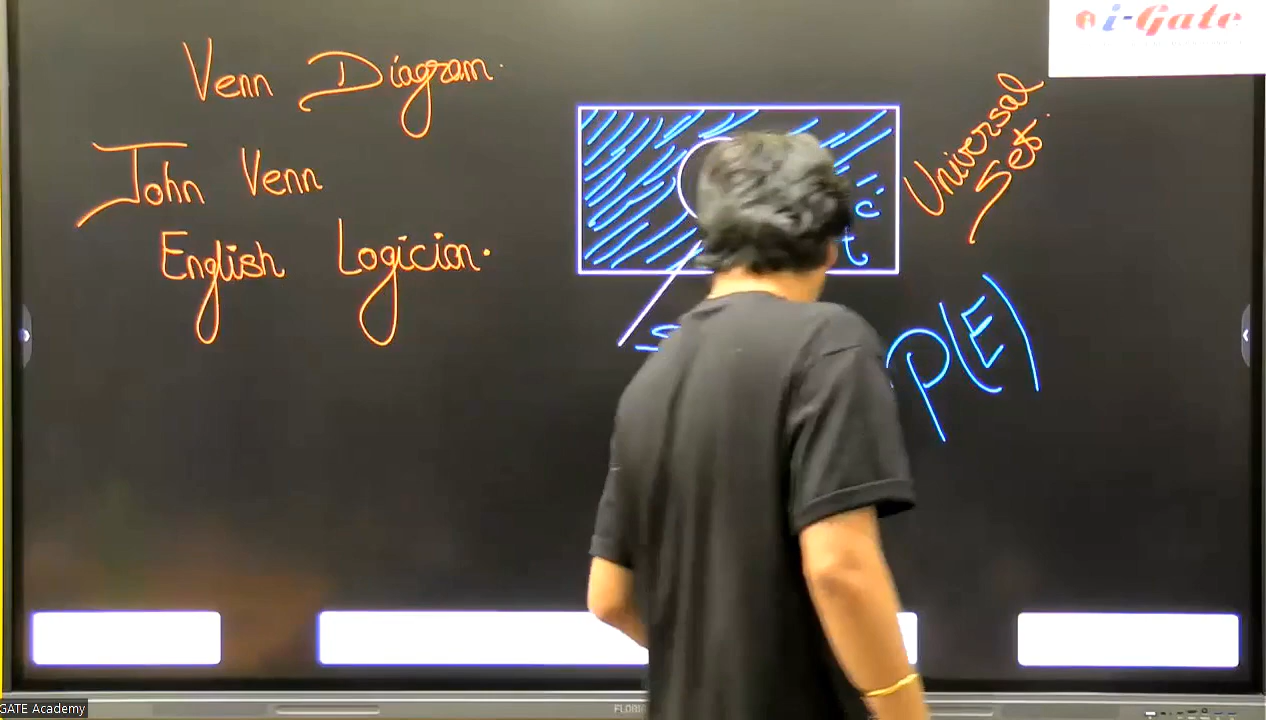 i-Gate
Venn Diagram.
John Venn
English Logician.
Universal
Set.
P(E)
GATE Academy